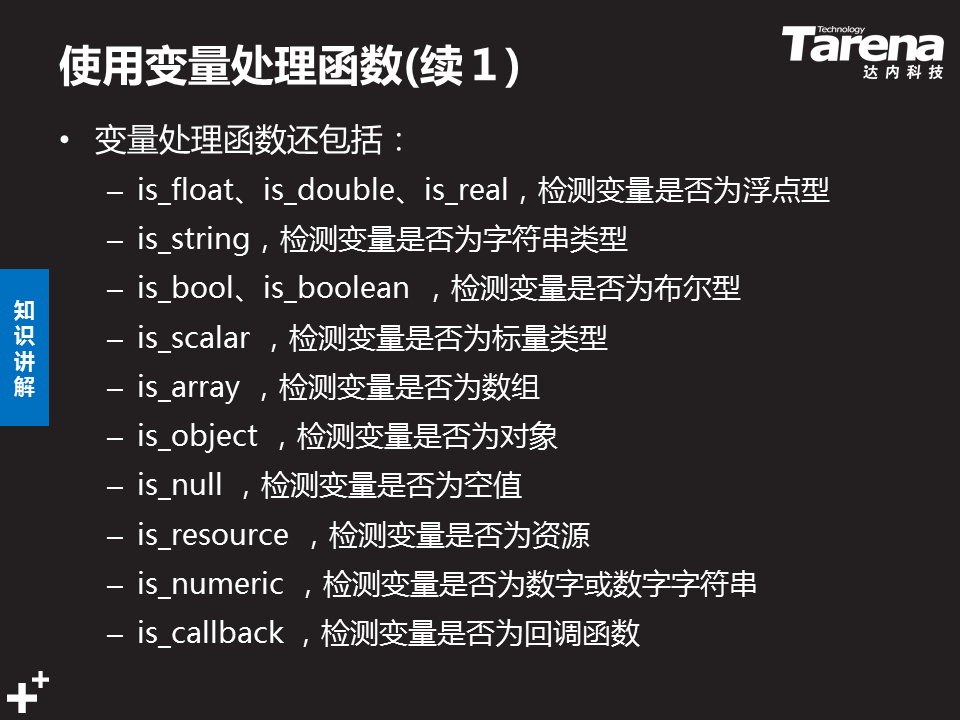 使用变量处理函数(续１)
Technology
Tarena
达内科技
• 变量处理函数还包括：
– is_float、is_double、is_real，检测变量是否为浮点型
– is_string，检测变量是否为字符串类型
– is_bool、is_boolean ，检测变量是否为布尔型
– is_scalar ，检测变量是否为标量类型
– is_array ，检测变量是否为数组
– is_object ，检测变量是否为对象
– is_null ，检测变量是否为空值
– is_resource ，检测变量是否为资源
– is_numeric ，检测变量是否为数字或数字字符串
– is_callback ，检测变量是否为回调函数
知识讲解